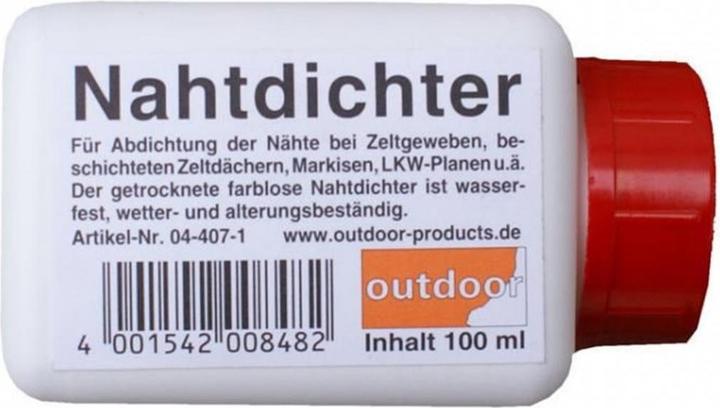 Nahtdichter
Für Abdichtung der Nähte bei Zeltgeweben, be-
schichteten Zeltdächern, Markisen, LKW-Planen u.ä.
Der getrocknete farblose Nahtdichter ist wasser-
fest, wetter- und alterungsbeständig.
Artikel-Nr. 04-407-1 www.outdoor-products.de
outdoor
4 001542 008482
Inhalt 100 ml